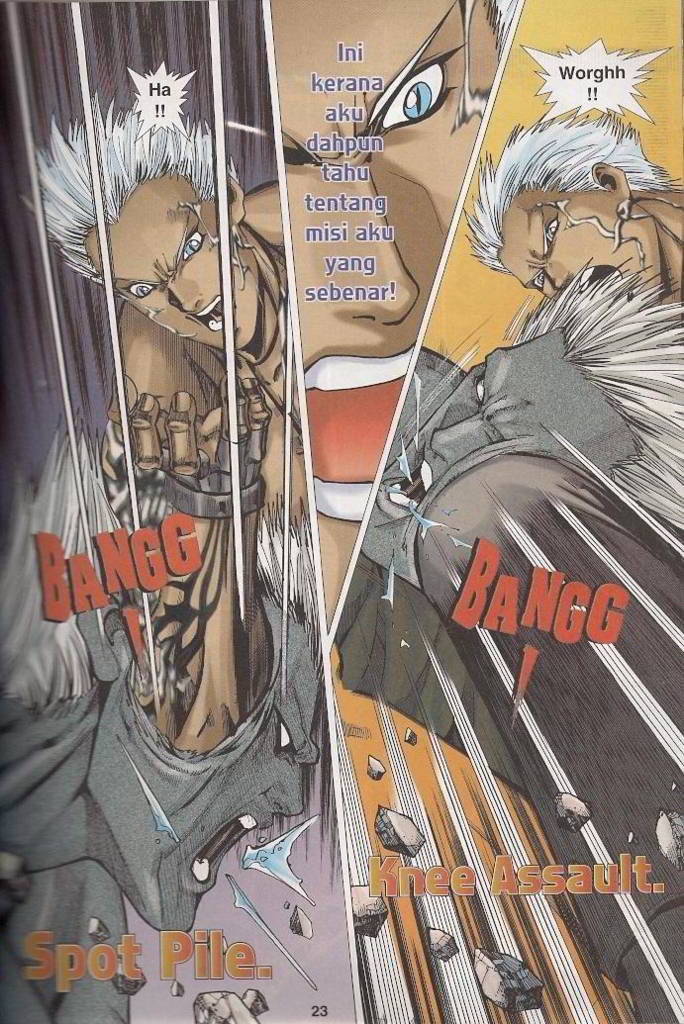 Ha
!!
Ini
kerana
aku
dahpun
tahu
tentang
misi aku
yang
sebenar!
Worghh
!!
BANGG
!
BANGG
!
Knee Assault.
Spot Pile.
23